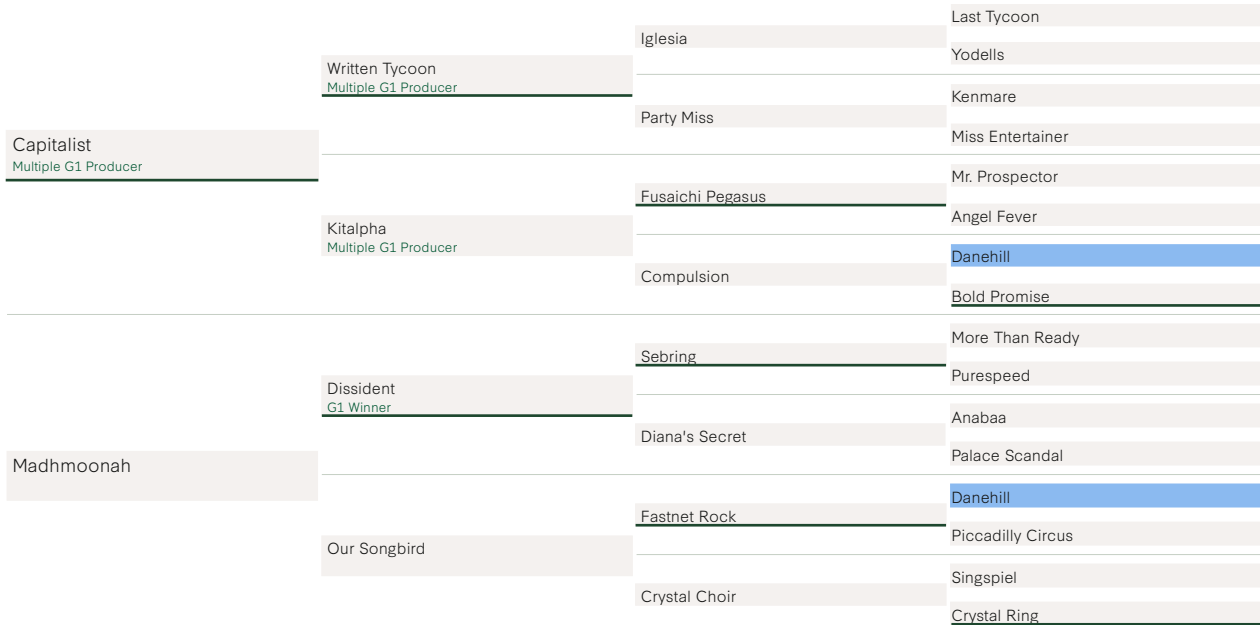 Capitalist
Multiple G1 Producer
Madhmoonah
Written Tycoon
Multiple G1 Producer
Kitalpha
Multiple G1 Producer
Dissident
G1 Winner
Our Songbird
Iglesia
Party Miss
Fusaichi Pegasus
Compulsion
Sebring
Diana's Secret
Fastnet Rock
Crystal Choir
Last Tycoon
Yodells
Kenmare
Miss Entertainer
Mr. Prospector
Angel Fever
Danehill
Bold Promise
More Than Ready
Purespeed
Anabaa
Palace Scandal
Danehill
Piccadilly Circus
Singspiel
Crystal Ring